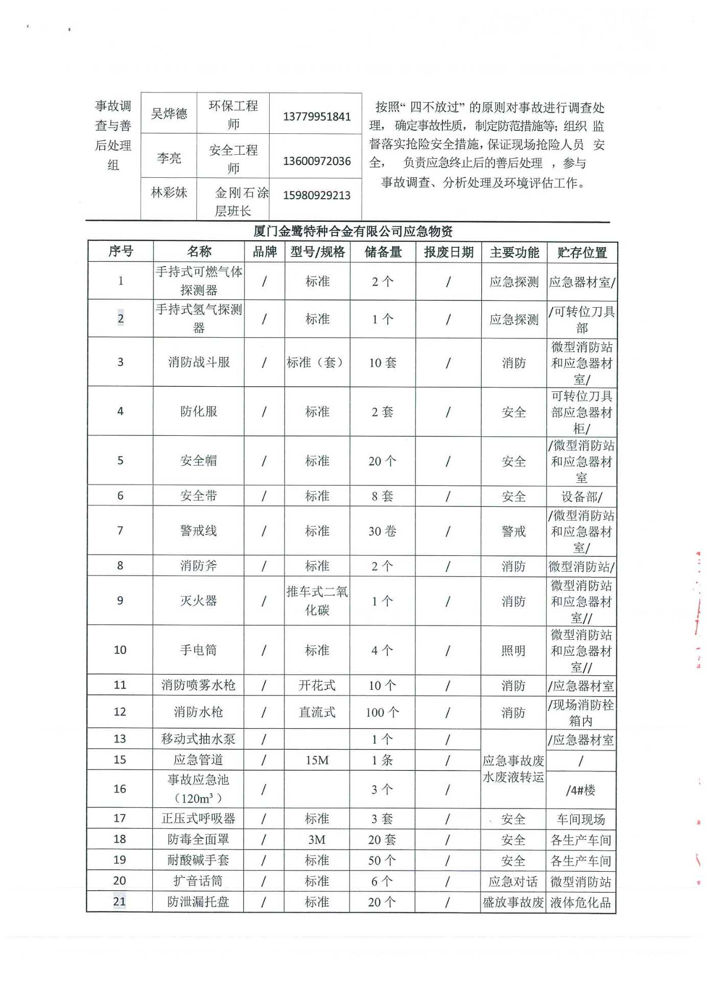 事故调
查与善
后处理
组
吴烨德
环保工程
师
13779951841
李亮
安全工程
师
13600972036
林彩妹
金刚石涂
层班长
15980929213
按照“四不放过”的原则对事故进行调查处
理，确定事故性质，制定防范措施等；组织 监
督落实抢险安全措施，保证现场抢险人员 安
全， 负责应急终止后的善后处理 ，参与
事故调查、分析处理及环境评估工作。
厦门金鹭特种合金有限公司应急物资
序号 名称 品牌 型号/规格 储备量 报废日期 主要功能 贮存位置
1
手持式可燃气体
探测器
/ 标准 2个 / 应急探测 应急器材室/
2
手持式氢气探测
器
/ 标准 1个 / 应急探测
/可转位刀具
部
3 消防战斗服 / 标准（套） 10套 / 消防
微型消防站
和应急器材
室/
4 防化服 / 标准 2套 / 安全
可转位刀具
部应急器材
柜/
5 安全帽 / 标准 20个 / 安全
/微型消防站
和应急器材
室
6 安全带 / 标准 8套 / 安全 设备部/
7 警戒线 / 标准 30卷 / 警戒
/微型消防站
和应急器材
室/
8 消防斧 / 标准 2个 / 消防 微型消防站/
9 灭火器 /
推车式二氧
化碳
1个 / 消防
微型消防站
和应急器材
室//
10 手电筒 / 标准 4个 / 照明
微型消防站
和应急器材
室//
11 消防喷雾水枪 / 开花式 10个 / 消防 /应急器材室
12 消防水枪 / 直流式 100个 / 消防
/现场消防栓
箱内
13 移动式抽水泵 / 1个 / /应急器材室
应急事故废
水废液转运
15 应急管道 / 15M 1条 / /
16
事故应急池
（120m³）
/ 3个 / /4#楼
17 正压式呼吸器 / 标准 3套 / 安全 车间现场
18 防毒全面罩 / 3M 20套 / 安全 各生产车间
19 耐酸碱手套 / 标准 50个 / 安全 各生产车间
20 扩音话筒 / 标准 6个 / 应急对话 微型消防站
21 防泄漏托盘 / 标准 20个 / 盛放事故废 液体危化品